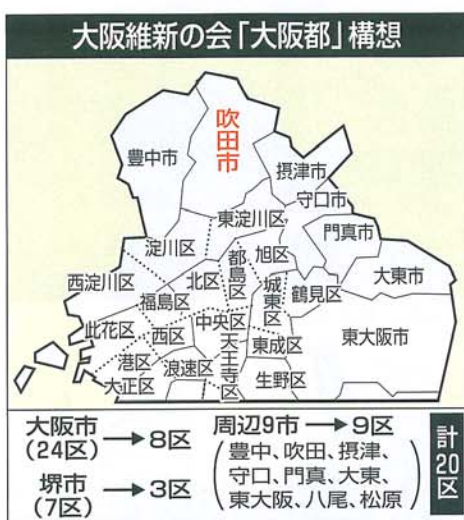 大阪維新の会「大阪都」構想
吹田市
豊中市
摂津市
守口市
東淀川区
門真市
淀川区
旭区
都島区
大東市
西淀川区
北区
城東区
鶴見区
福島区
此花区
中央区
西区
東大阪市
天王寺区
東成区
港区
浪速区
大正区
生野区
大阪市
(24区)
→8区
堺市
(7区)
→3区
周辺9市→9区
(豊中、吹田、摂津、
守口、門真、大東、
東大阪、八尾、松原)
計20区